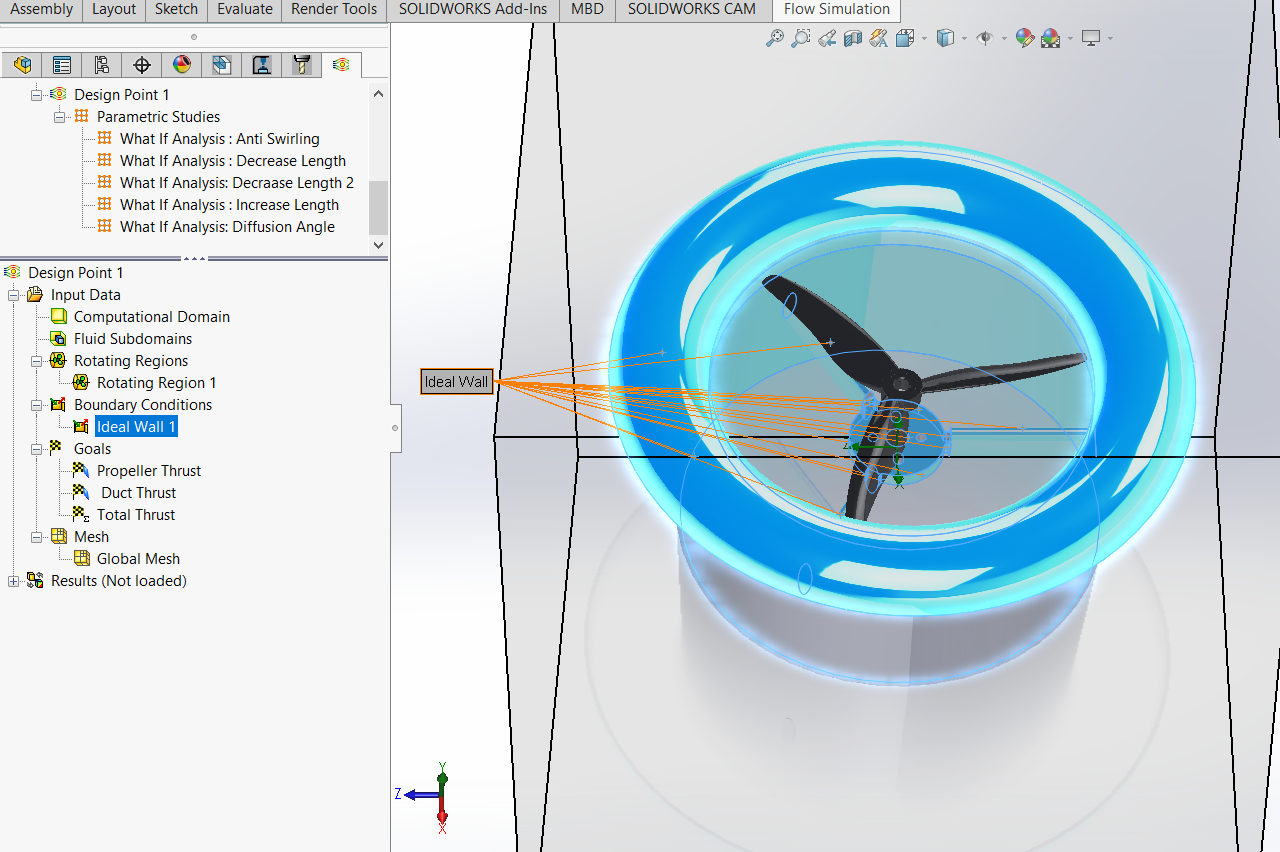 Assembly Layout Sketch Evaluate Render Tools SOLIDWORKS Add-Ins MBD SOLIDWORKS CAM Flow Simulation
Design Point 1
Parametric Studies
What If Analysis : Anti Swirling
What If Analysis : Decrease Length
What If Analysis: Decraase Length 2
What If Analysis : Increase Length
What If Analysis: Diffusion Angle
Design Point 1
Input Data
Computational Domain
Fluid Subdomains
Rotating Regions
Rotating Region 1
Boundary Conditions
Ideal Wall 1
Goals
Propeller Thrust
Duct Thrust
Total Thrust
Mesh
Global Mesh
Results (Not loaded)
Ideal Wall
Z
X
Y
Z
X